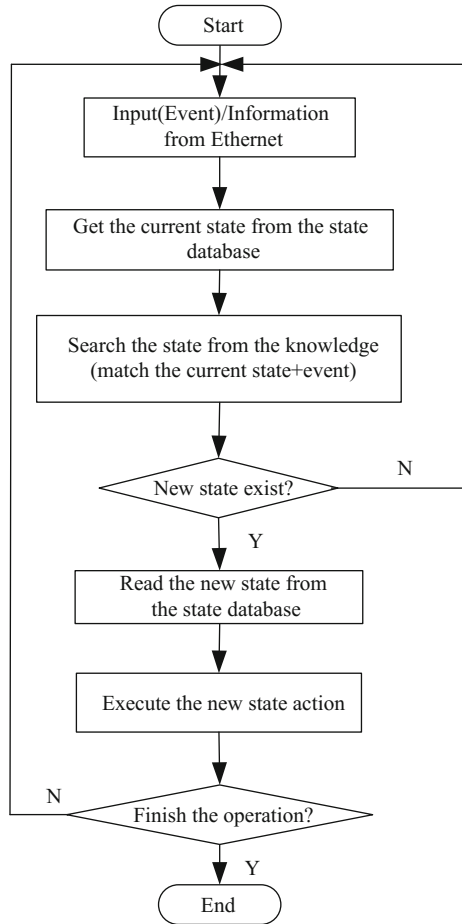 Start
Input(Event)/Information
from Ethernet
Get the current state from the state
database
Search the state from the knowledge
(match the current state+event)
New state exist?
N
Y
Read the new state from
the state database
Execute the new state action
N
Finish the operation?
Y
End